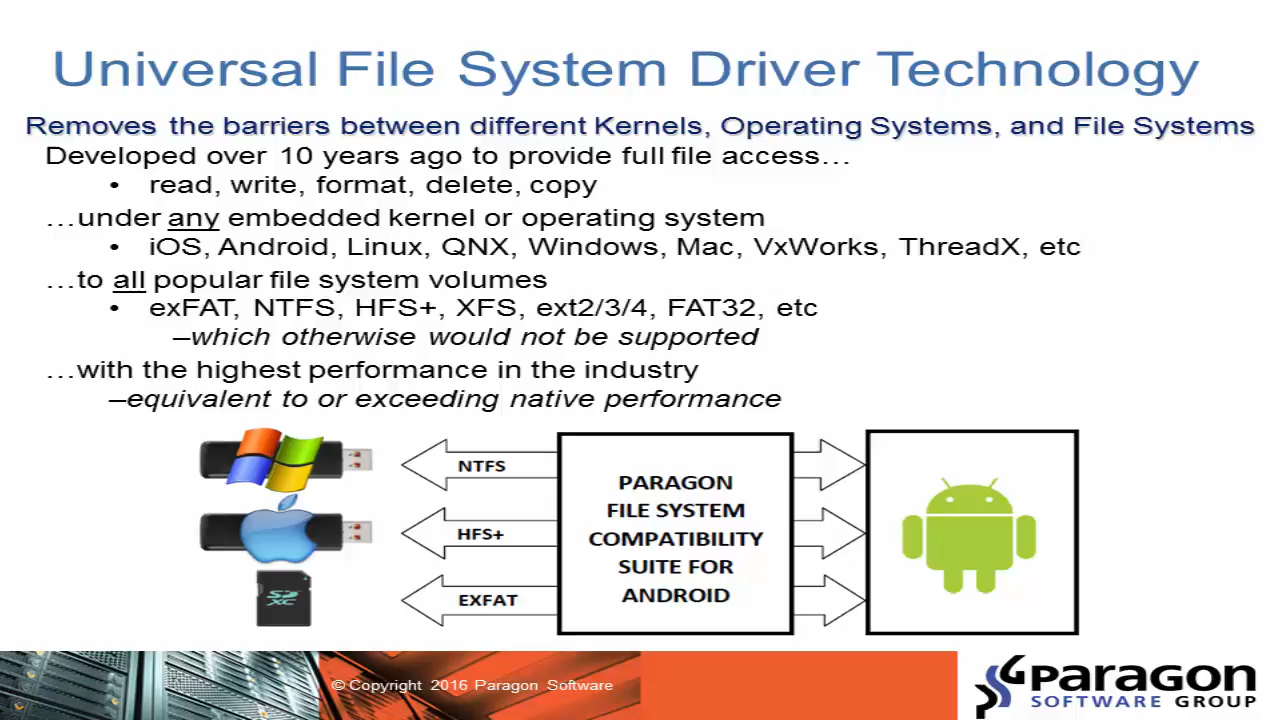 Universal File System Driver Technology
Removes the barriers between different Kernels, Operating Systems, and File Systems
Developed over 10 years ago to provide full file access…
• read, write, format, delete, copy
…under any embedded kernel or operating system
• iOS, Android, Linux, QNX, Windows, Mac, VxWorks, ThreadX, etc
…to all popular file system volumes
• exFAT, NTFS, HFS+, XFS, ext2/3/4, FAT32, etc
–which otherwise would not be supported
…with the highest performance in the industry
–equivalent to or exceeding native performance
NTFS
HFS+
EXFAT
PARAGON
FILE SYSTEM
COMPATIBILITY
SUITE FOR
ANDROID
SD
XC
© Copyright 2016 Paragon Software
Paragon
SOFTWARE GROUP